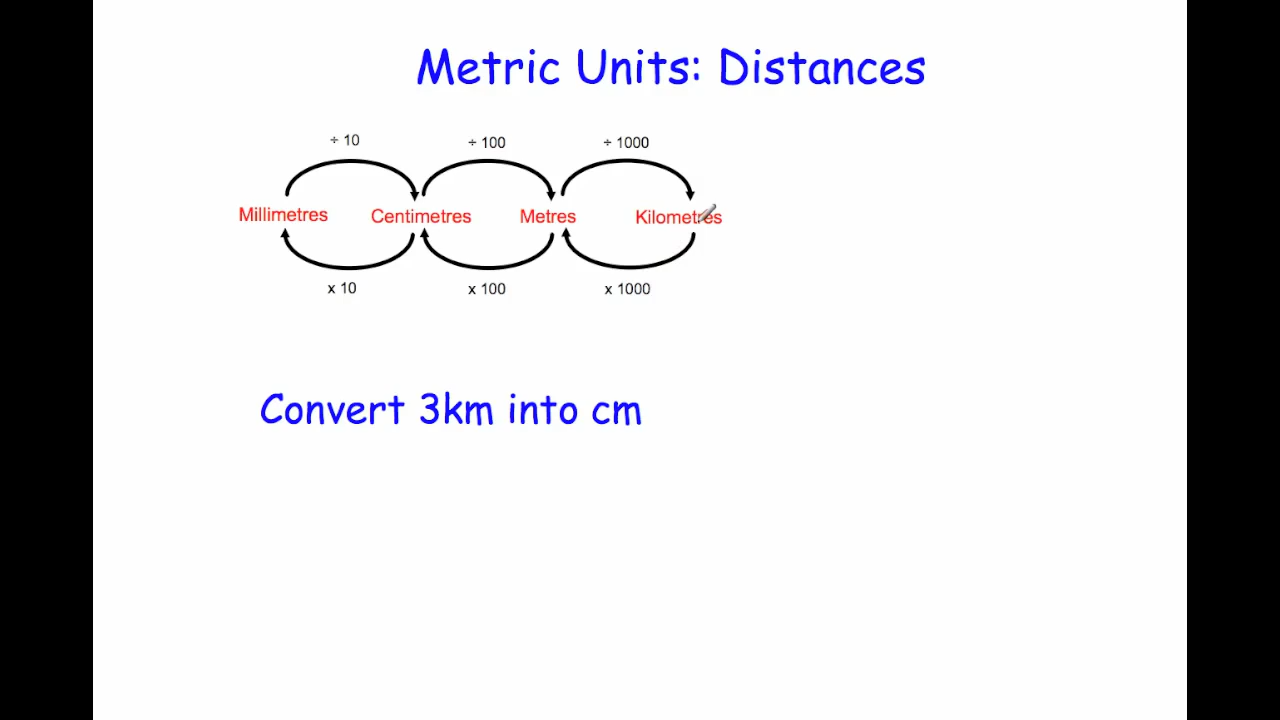 Metric Units: Distances
÷ 10 ÷ 100 ÷ 1000
Millimetres Centimetres Metres Kilometres
x 10 x 100 x 1000
Convert 3km into cm